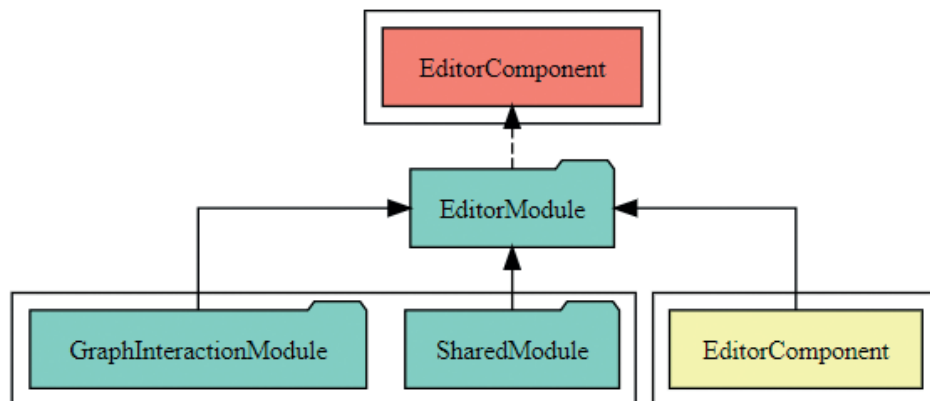 EditorComponent
EditorModule
GraphInteractionModule
SharedModule
EditorComponent